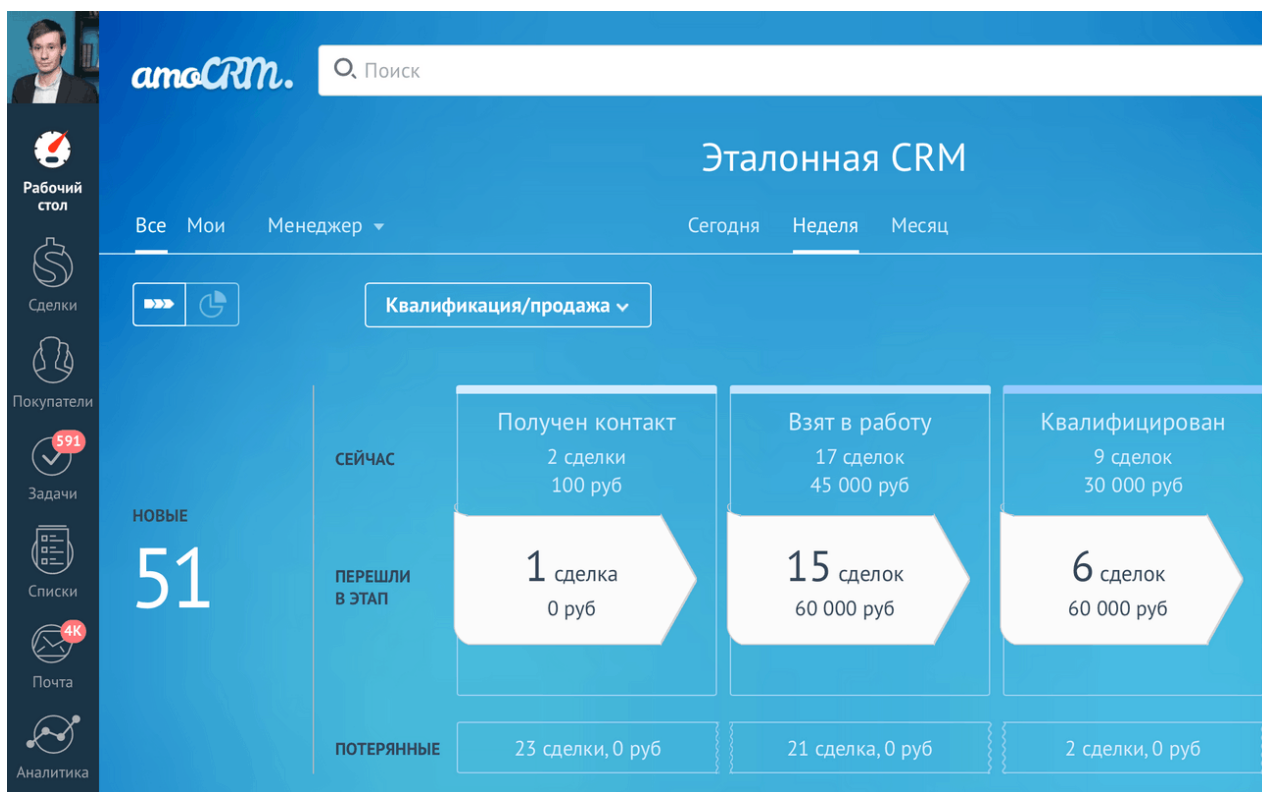 amoCRM.
Поиск
Эталонная CRM
Рабочий
стол
Все Мои Менеджер Сегодня Неделя Месяц
Сделки
Квалификация/продажа
Покупатели
591
Задачи
Списки
4K
Почта
Аналитика
НОВЫЕ
51
СЕЙЧАС
Получен контакт
2 сделки
100 руб
Взят в работу
17 сделок
45 000 руб
Квалифицирован
9 сделок
30 000 руб
ПЕРЕШЛИ
В ЭТАП
1 сделка
0 руб
15 сделок
60 000 руб
6 сделок
60 000 руб
ПОТЕРЯННЫЕ
23 сделки, 0 руб
21 сделка, 0 руб
2 сделки, 0 руб